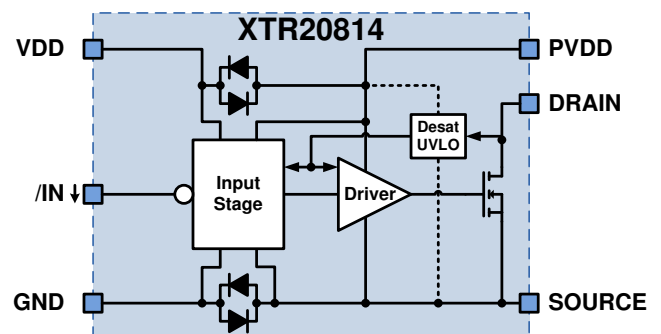 XTR20814
VDD
PVDD
DRAIN
Desat
UVLO
/IN ↓
Input
Stage
Driver
GND
SOURCE